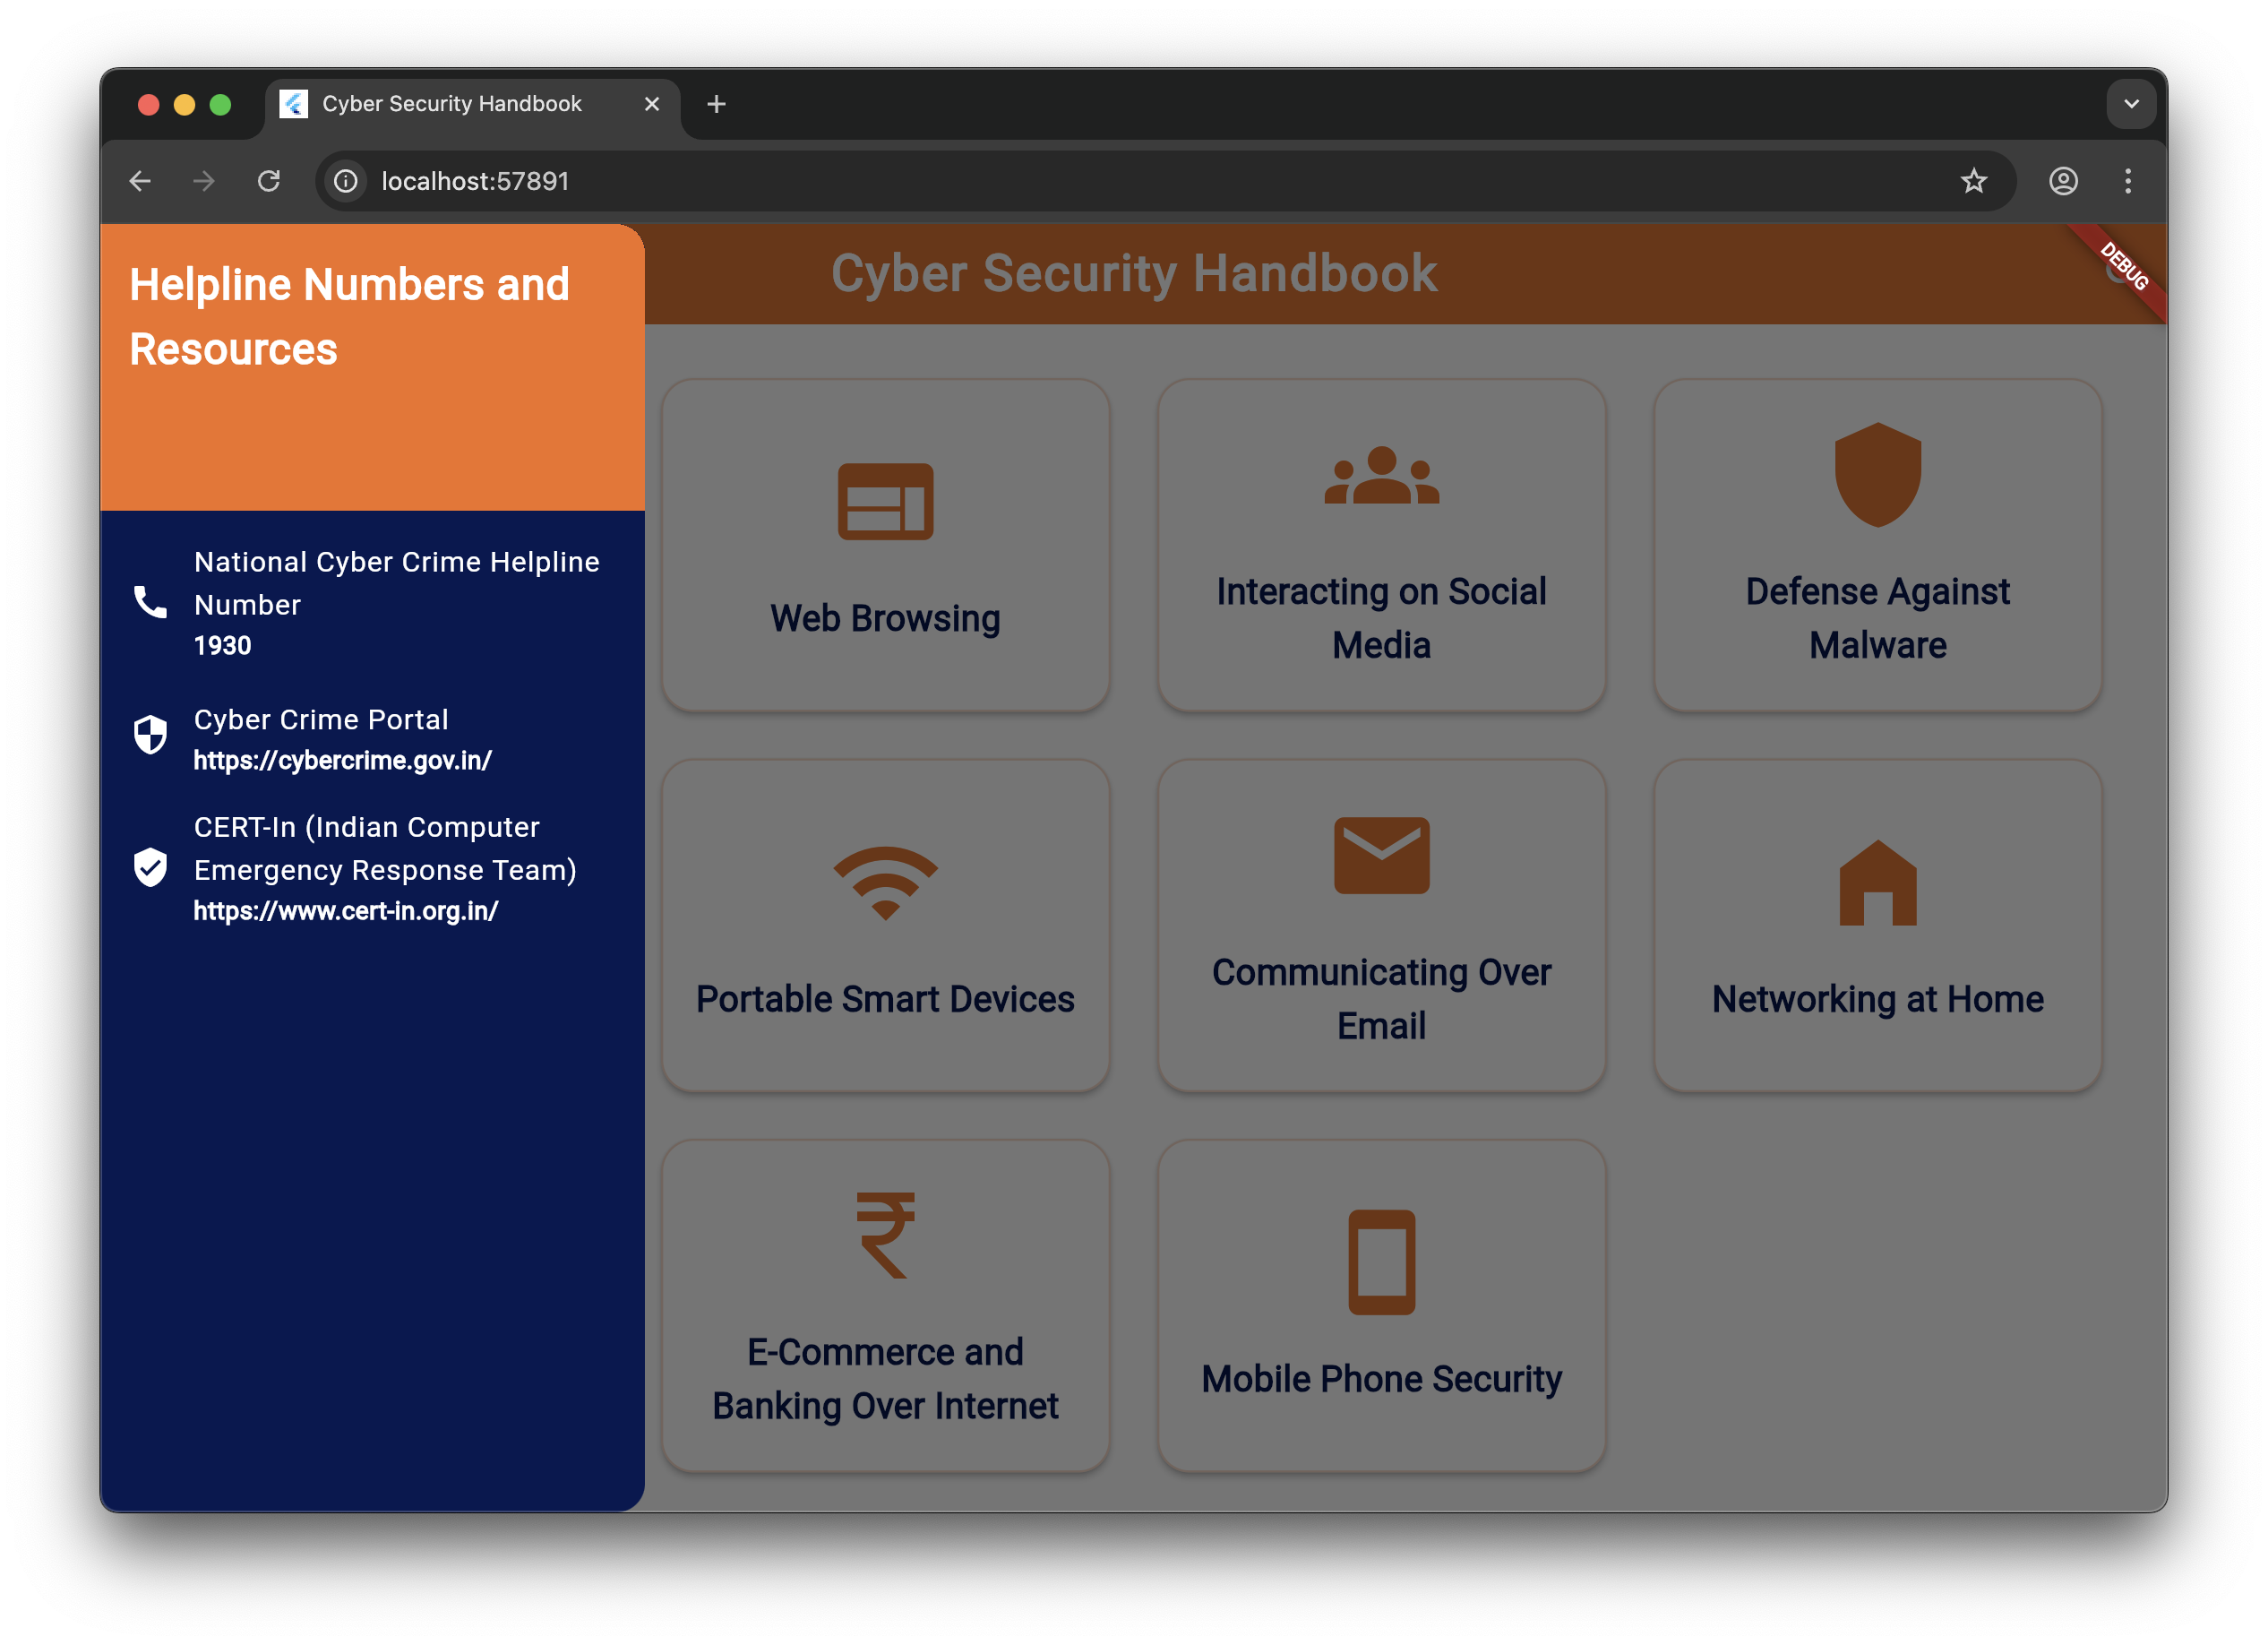 Cyber Security Handbook
localhost:57891
Helpline Numbers and
Resources
National Cyber Crime Helpline
Number
1930
Cyber Crime Portal
https://cybercrime.gov.in/
CERT-In (Indian Computer
Emergency Response Team)
https://www.cert-in.org.in/
Cyber Security Handbook
DEBUG
Web Browsing
Interacting on Social
Media
Defense Against
Malware
Portable Smart Devices
Communicating Over
Email
Networking at Home
E-Commerce and
Banking Over Internet
Mobile Phone Security